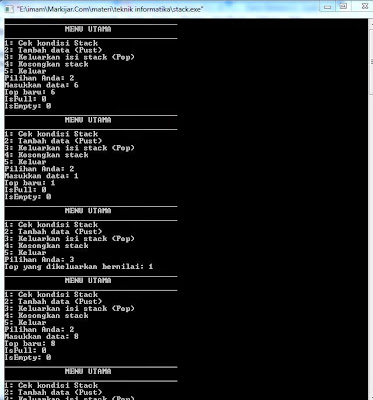 "E:\imam\Markijar.Com\materi\teknik informatika\stack.exe"
MENU UTAMA
1: Cek kondisi Stack
2: Tambah data (Pust)
3: Keluarkan isi stack (Pop)
4: Kosongkan stack
5: Keluar
Pilihan Anda: 2
Masukkan data: 6
Top baru: 6
IsFull: 0
IsEmpty: 0
MENU UTAMA
1: Cek kondisi Stack
2: Tambah data (Pust)
3: Keluarkan isi stack (Pop)
4: Kosongkan stack
5: Keluar
Pilihan Anda: 2
Masukkan data: 1
Top baru: 1
IsFull: 0
IsEmpty: 0
MENU UTAMA
1: Cek kondisi Stack
2: Tambah data (Pust)
3: Keluarkan isi stack (Pop)
4: Kosongkan stack
5: Keluar
Pilihan Anda: 3
Top yang dikeluarkan bernilai: 1
MENU UTAMA
1: Cek kondisi Stack
2: Tambah data (Pust)
3: Keluarkan isi stack (Pop)
4: Kosongkan stack
5: Keluar
Pilihan Anda: 2
Masukkan data: 8
Top baru: 8
IsFull: 0
IsEmpty: 0
MENU UTAMA
1: Cek kondisi Stack
2: Tambah data (Pust)
3: Keluarkan isi stack (Pop)